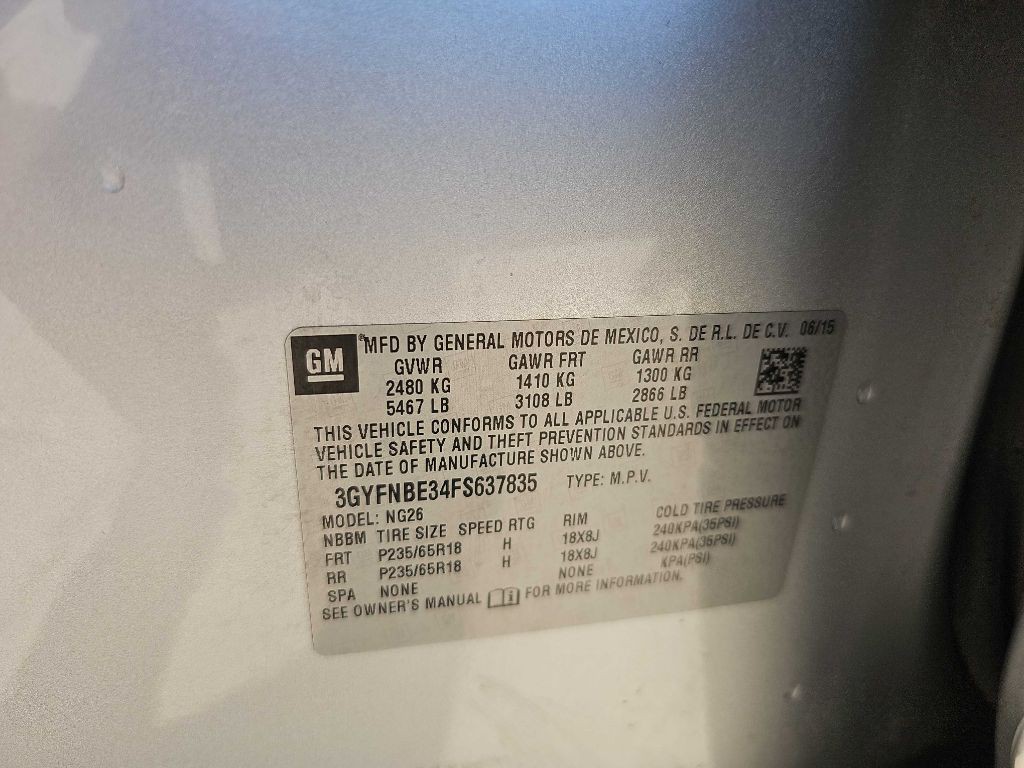 GM
MFD BY GENERAL MOTORS DE MEXICO, S. DE R.L. DE C.V. 06/15
GVWR GAWR FRT GAWR RR
2480 KG 1410 KG 1300 KG
5467 LB 3108 LB 2866 LB
THIS VEHICLE CONFORMS TO ALL APPLICABLE U.S. FEDERAL MOTOR
VEHICLE SAFETY AND THEFT PREVENTION STANDARDS IN EFFECT ON
THE DATE OF MANUFACTURE SHOWN ABOVE.
3GYFNBE34FS637835 TYPE: M.P.V.
MODEL: NG26
NBBM TIRE SIZE SPEED RTG RIM COLD TIRE PRESSURE
FRT P235/65R18 H 18X8J 240KPA(35PSI)
RR P235/65R18 H 18X8J 240KPA(35PSI)
SPA NONE NONE KPA(PSI)
SEE OWNER'S MANUAL FOR MORE INFORMATION.